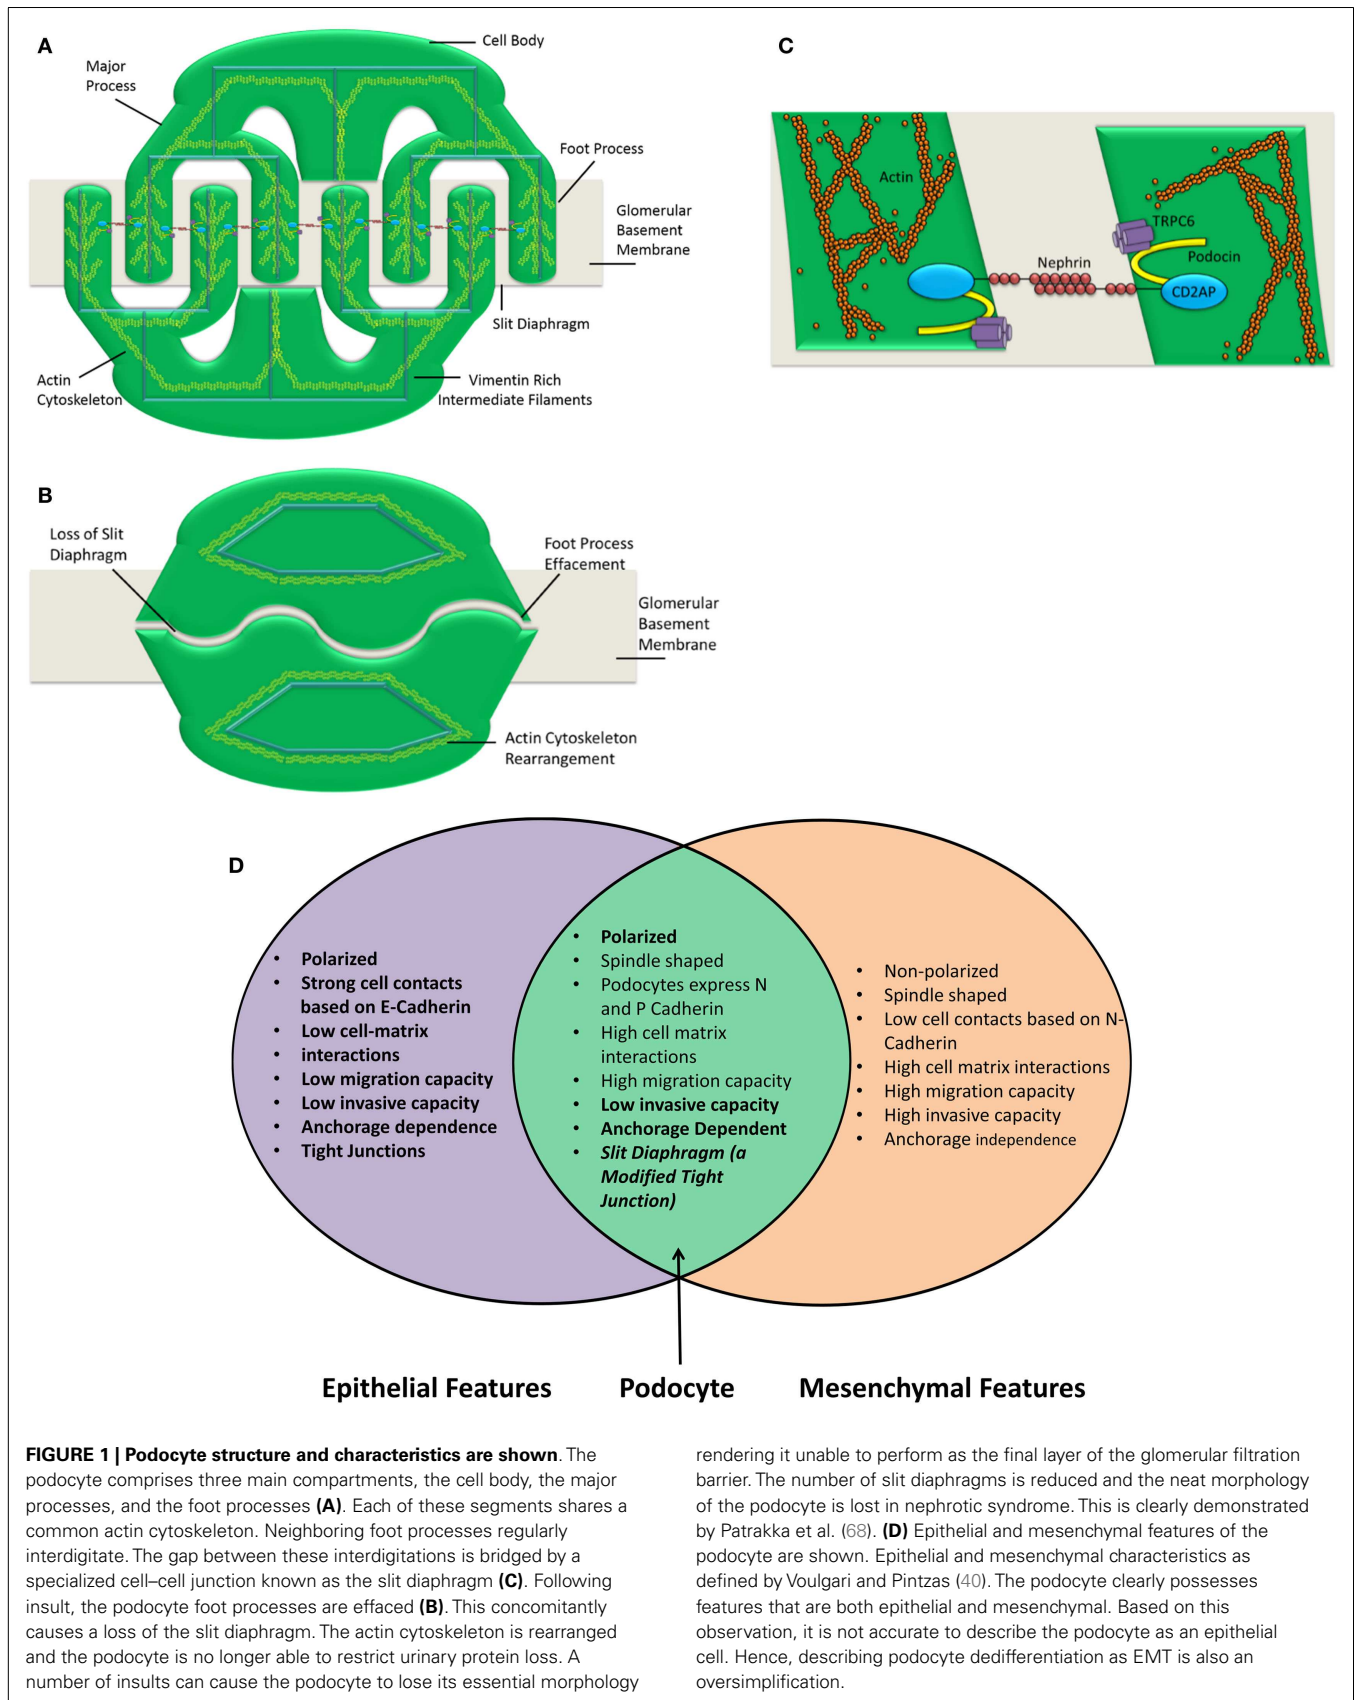 A
Cell Body
Major
Process
Foot Process
Glomerular
Basement
Membrane
Slit Diaphragm
Actin
Cytoskeleton
Vimentin Rich
Intermediate Filaments
C
Actin
TRPC6
Podocin
Nephrin
CD2AP
B
Loss of Slit
Diaphragm
Foot Process
Effacement
Glomerular
Basement
Membrane
Actin Cytoskeleton
Rearrangement
D
• Polarized
• Strong cell contacts
based on E-Cadherin
• Low cell-matrix
• interactions
• Low migration capacity
• Low invasive capacity
• Anchorage dependence
• Tight Junctions
• Polarized
• Spindle shaped
• Podocytes express N
and P Cadherin
• High cell matrix
interactions
• High migration capacity
• Low invasive capacity
• Anchorage Dependent
• Slit Diaphragm (a
Modified Tight
Junction)
• Non-polarized
• Spindle shaped
• Low cell contacts based on N-
Cadherin
• High cell matrix interactions
• High migration capacity
• High invasive capacity
• Anchorage independence
Epithelial Features
Podocyte
Mesenchymal Features
FIGURE 1 | Podocyte structure and characteristics are shown. The
podocyte comprises three main compartments, the cell body, the major
processes, and the foot processes (A). Each of these segments shares a
common actin cytoskeleton. Neighboring foot processes regularly
interdigitate. The gap between these interdigitations is bridged by a
specialized cell–cell junction known as the slit diaphragm (C). Following
insult, the podocyte foot processes are effaced (B). This concomitantly
causes a loss of the slit diaphragm. The actin cytoskeleton is rearranged
and the podocyte is no longer able to restrict urinary protein loss. A
number of insults can cause the podocyte to lose its essential morphology
rendering it unable to perform as the final layer of the glomerular filtration
barrier. The number of slit diaphragms is reduced and the neat morphology
of the podocyte is lost in nephrotic syndrome. This is clearly demonstrated
by Patrakka et al. (68). (D) Epithelial and mesenchymal features of the
podocyte are shown. Epithelial and mesenchymal characteristics as
defined by Voulgari and Pintzas (40). The podocyte clearly possesses
features that are both epithelial and mesenchymal. Based on this
observation, it is not accurate to describe the podocyte as an epithelial
cell. Hence, describing podocyte dedifferentiation as EMT is also an
oversimplification.